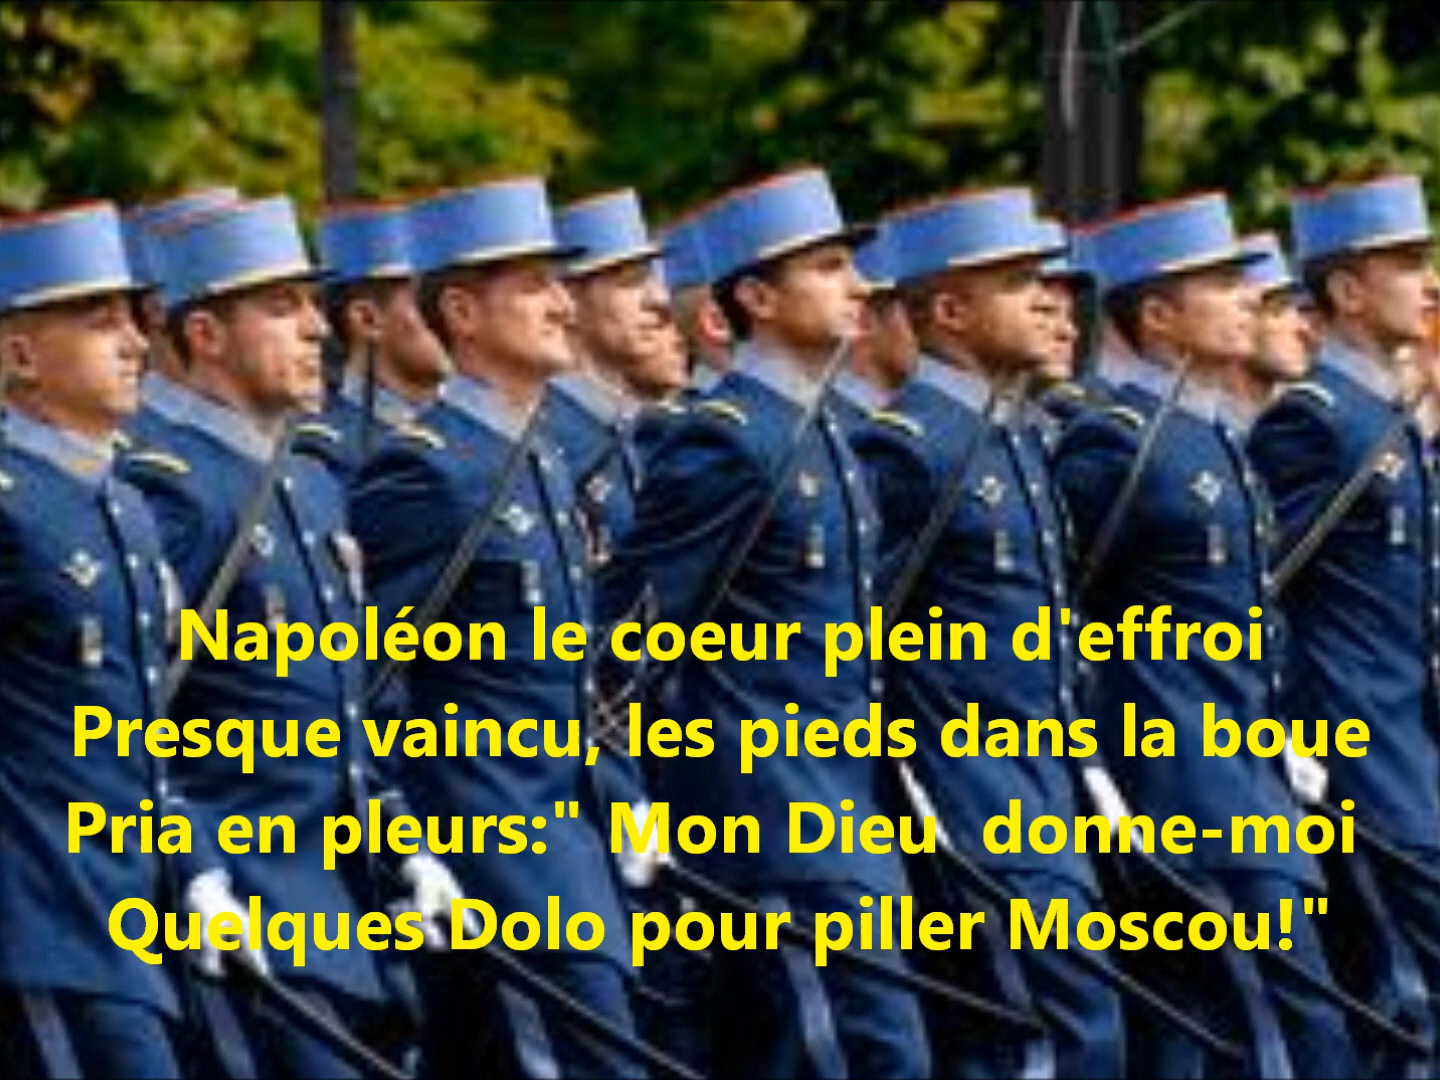 Napoléon le coeur plein d'effroi
Presque vaincu, les pieds dans la boue
Pria en pleurs:" Mon Dieu  donne-moi
Quelques Dolo pour piller Moscou!"